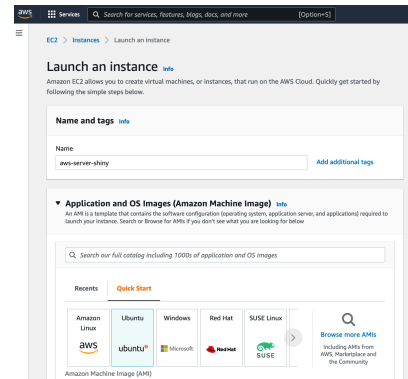 aws
Services
Search for services, features, blogs, docs, and more
[Option+S]
EC2 > Instances > Launch an instance
Launch an instance Info
Amazon EC2 allows you to create virtual machines, or instances, that run on the AWS Cloud. Quickly get started by
following the simple steps below.
Name and tags Info
Name
aws-server-shiny
Add additional tags
Application and OS Images (Amazon Machine Image) Info
An AMI is a template that contains the software configuration (operating system, application server, and applications) required to
launch your instance. Search or Browse for AMIs if you don't see what you are looking for below
Search our full catalog including 1000s of application and OS images
Recents
Quick Start
Amazon
Linux
aws
Ubuntu
ubuntu®
Windows
Microsoft
Red Hat
Red Hat
SUSE Linux
SUSE
Browse more AMIs
Including AMIs from
AWS, Marketplace and
the Community
Amazon Machine Image (AMI)